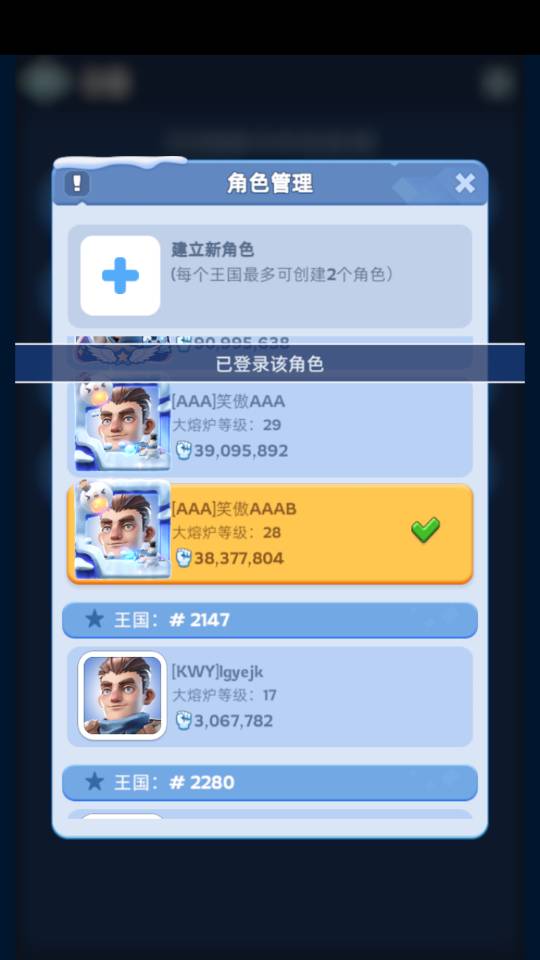 角色管理
建立新角色
(每个王国最多可创建2个角色)
90,995,638
已登录该角色
[AAA]笑傲AAA
大熔炉等级：29
39,095,892
[AAA]笑傲AAAB
大熔炉等级：28
38,377,804
王国：# 2147
[KWY]lgyejk
大熔炉等级：17
3,067,782
王国：# 2280